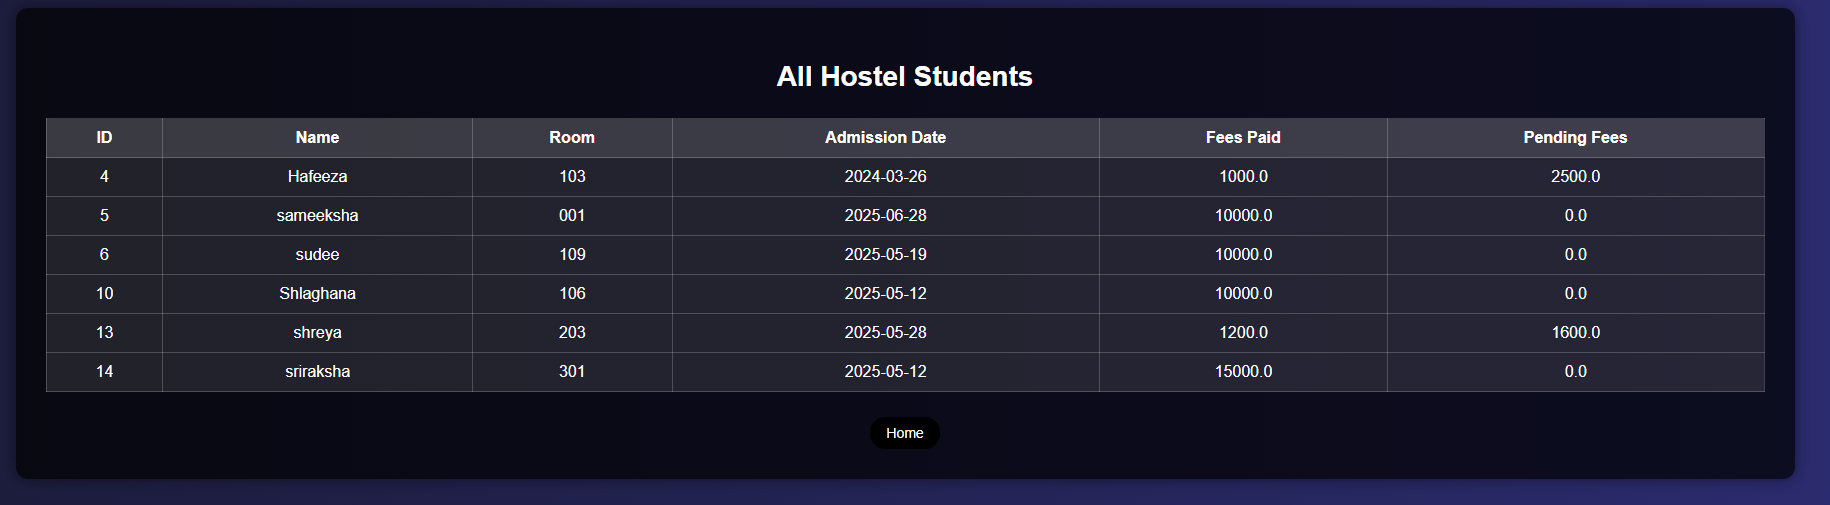 All Hostel Students
ID Name Room Admission Date Fees Paid Pending Fees
4 Hafeeza 103 2024-03-26 1000.0 2500.0
5 sameeksha 001 2025-06-28 10000.0 0.0
6 sudee 109 2025-05-19 10000.0 0.0
10 Shlaghana 106 2025-05-12 10000.0 0.0
13 shreya 203 2025-05-28 1200.0 1600.0
14 sriraksha 301 2025-05-12 15000.0 0.0
Home